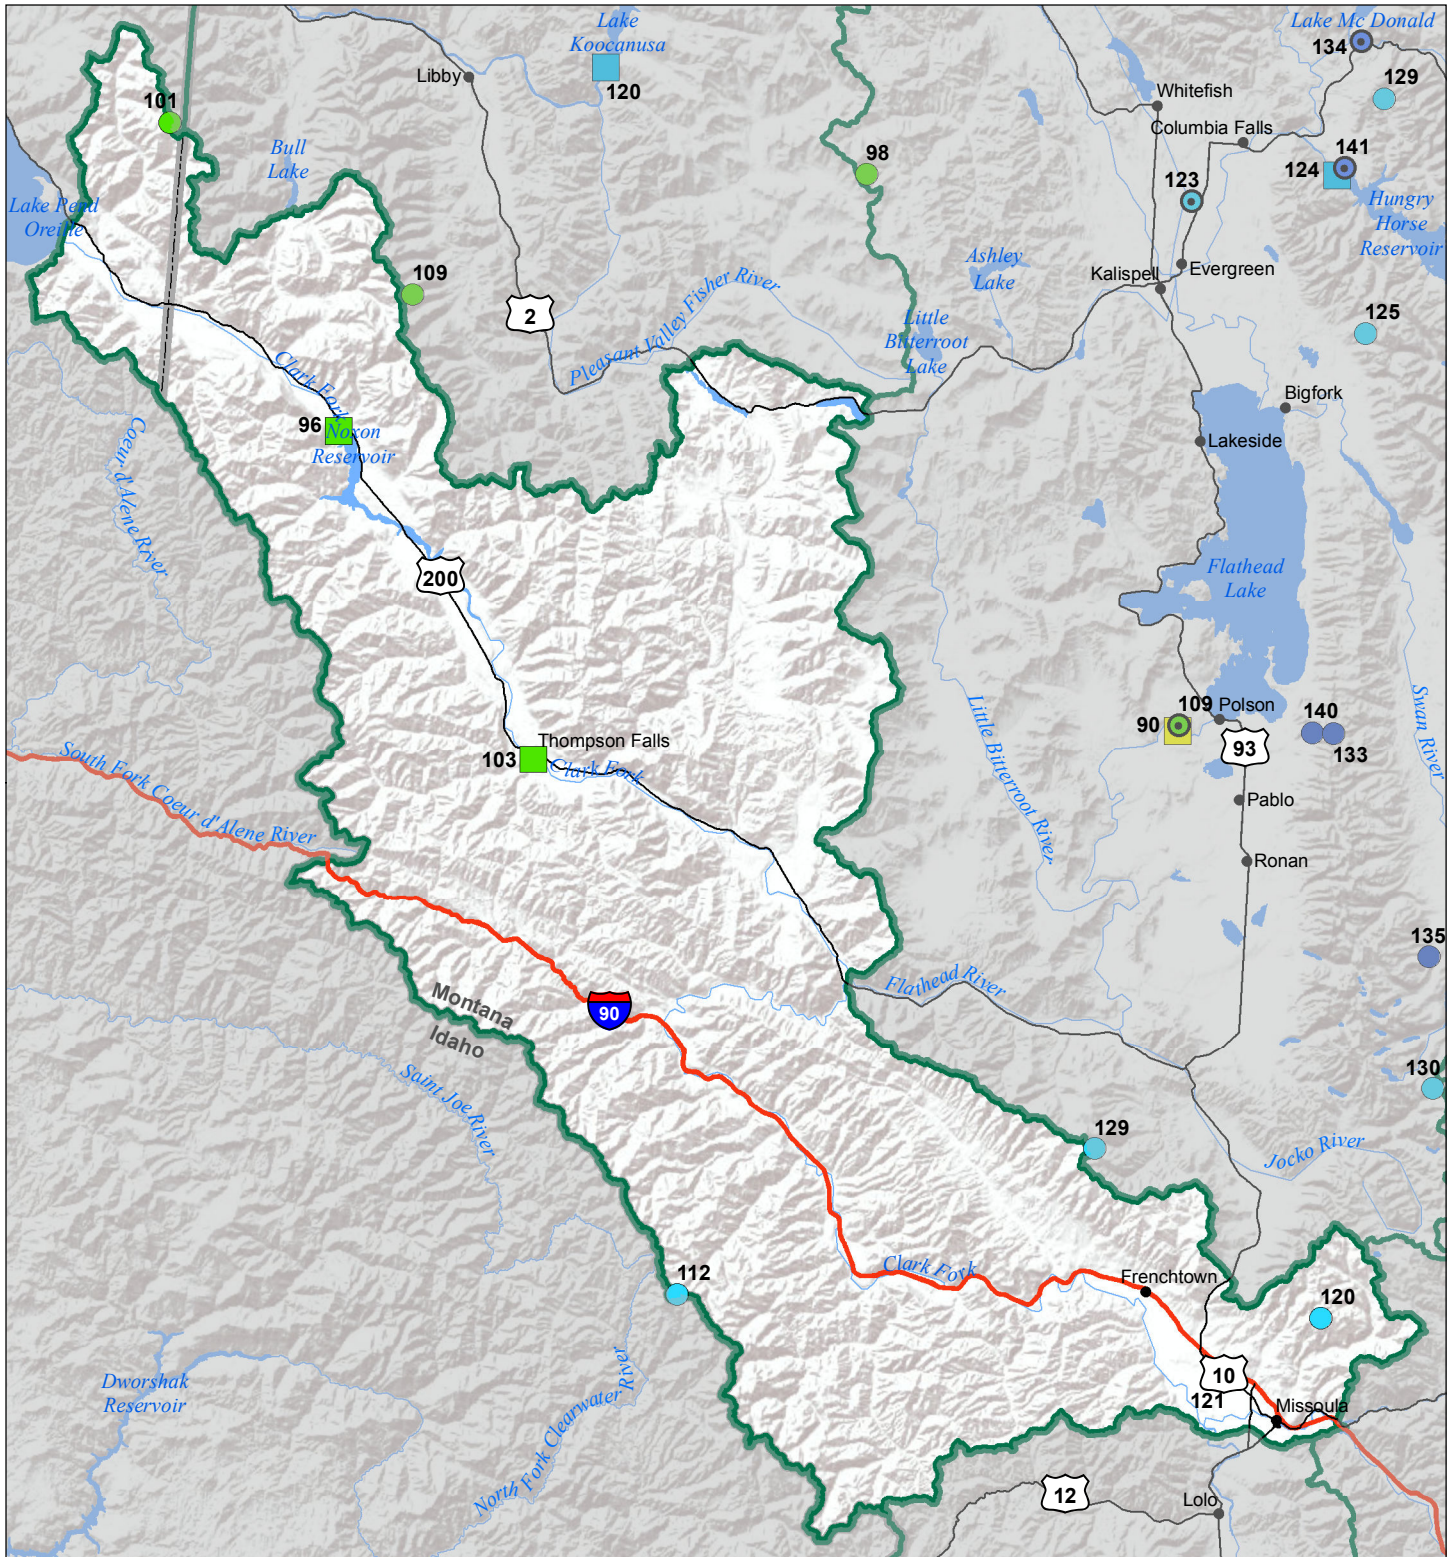 Lake
Koocanusa
Lake Mc Donald
134
Libby
120
129
Whitefish
101
Columbia Falls
Bull
Lake
98
141
124
123
Hungry
Horse
Reservoir
Lake Pend
Oreille
Ashley
Lake
Evergreen
Kalispell
109
2
Pleasant Valley Fisher River
Little
Bitterroot
Lake
125
Clark Fork
Bigfork
96
Noxon
Reservoir
Lakeside
Coeur d'Alene River
200
Flathead
Lake
Little Bitterroot River
Swan River
109
90
Polson
140
133
93
Thompson Falls
103
Clark Fork
South Fork Coeur d'Alene River
Pablo
Ronan
135
Flathead River
Montana
Idaho
90
Saint Joe River
130
129
Jocko River
112
Clark Fork
Frenchtown
120
Dworshak
Reservoir
North Fork Clearwater River
10
121
Missoula
12
Lolo